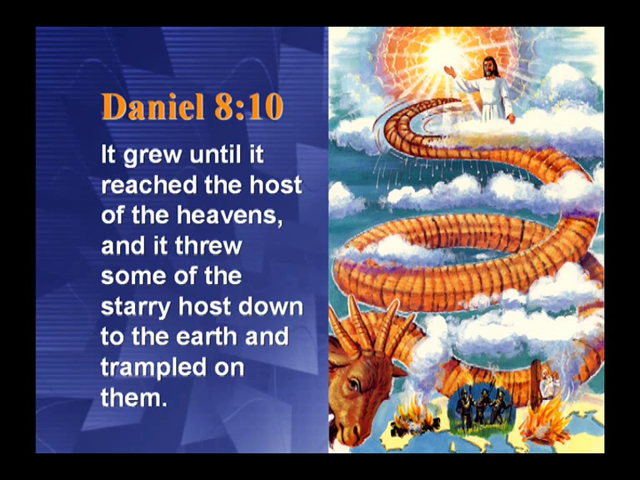 Daniel 8:10
It grew until it
reached the host
of the heavens,
and it threw
some of the
starry host down
to the earth and
trampled on
them.